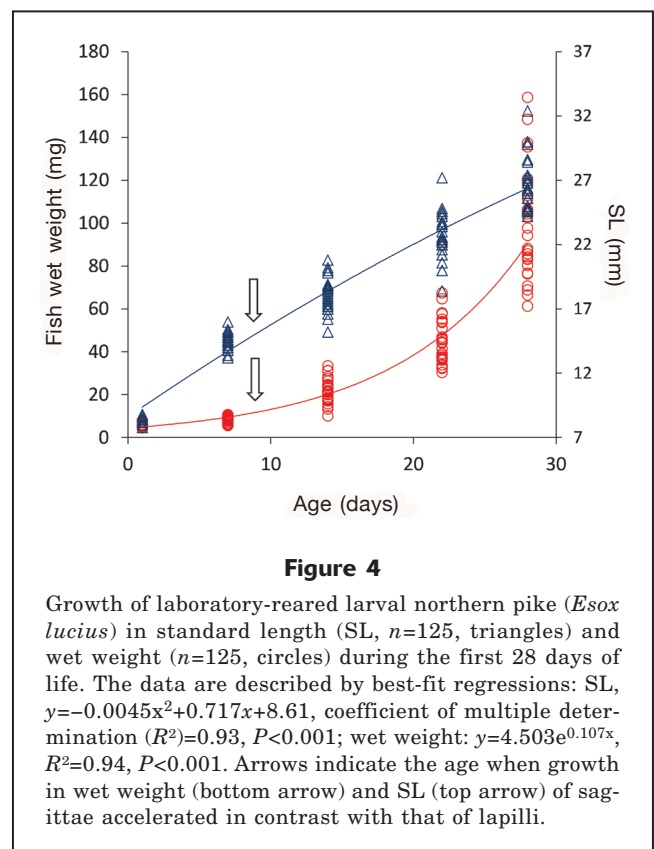 180
160
140
120
100
80
60
40
20
0
Fish wet weight (mg)
37
32
27
22
17
12
7
SL (mm)
0 10 20 30
Age (days)
Figure 4
Growth of laboratory-reared larval northern pike (Esox
lucius) in standard length (SL, n=125, triangles) and
wet weight (n=125, circles) during the first 28 days of
life. The data are described by best-fit regressions: SL,
y=−0.0045x²+0.717x+8.61, coefficient of multiple deter-
mination (R²)=0.93, P<0.001; wet weight: y=4.503e^0.107x,
R²=0.94, P<0.001. Arrows indicate the age when growth
in wet weight (bottom arrow) and SL (top arrow) of sag-
ittae accelerated in contrast with that of lapilli.